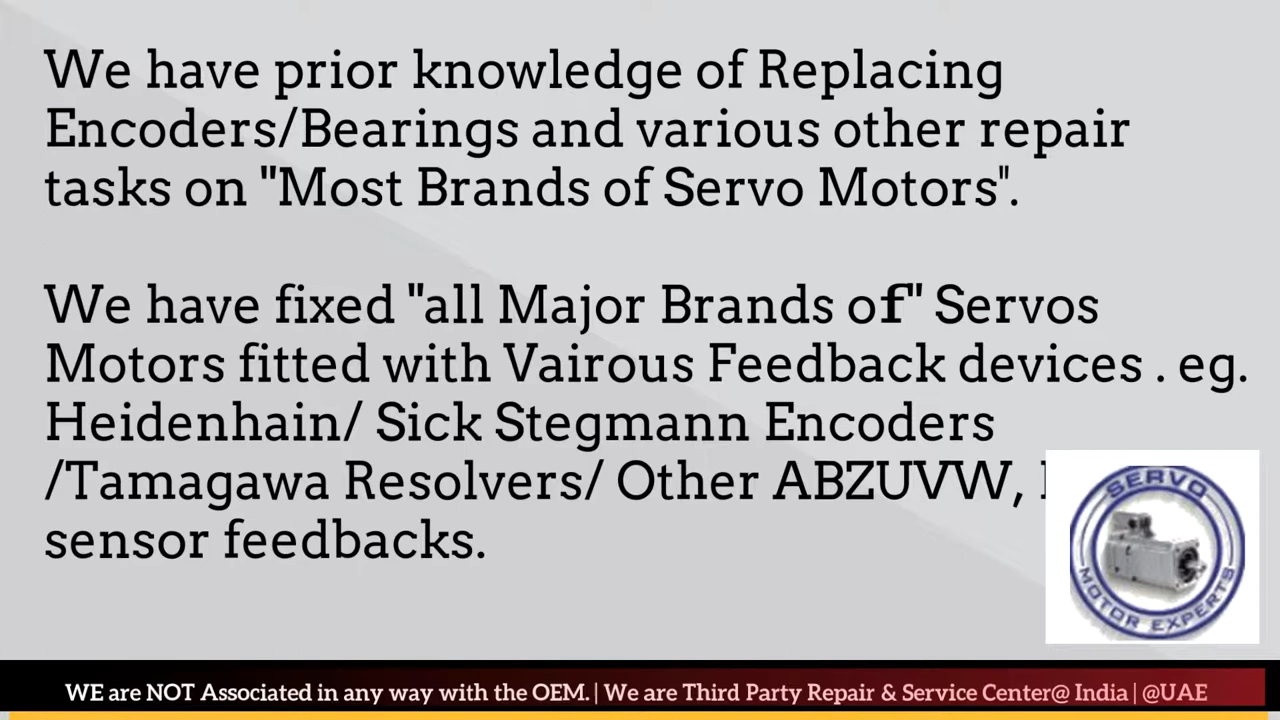 We have prior knowledge of Replacing
Encoders/Bearings and various other repair
tasks on "Most Brands of Servo Motors".
We have fixed "all Major Brands of" Servos
Motors fitted with Vairous Feedback devices . eg.
Heidenhain/ Sick Stegmann Encoders
/Tamagawa Resolvers/ Other ABZUVW,
sensor feedbacks.
SERVO
MOTOR EXPERTS
WE are NOT Associated in any way with the OEM. | We are Third Party Repair & Service Center@ India | @UAE